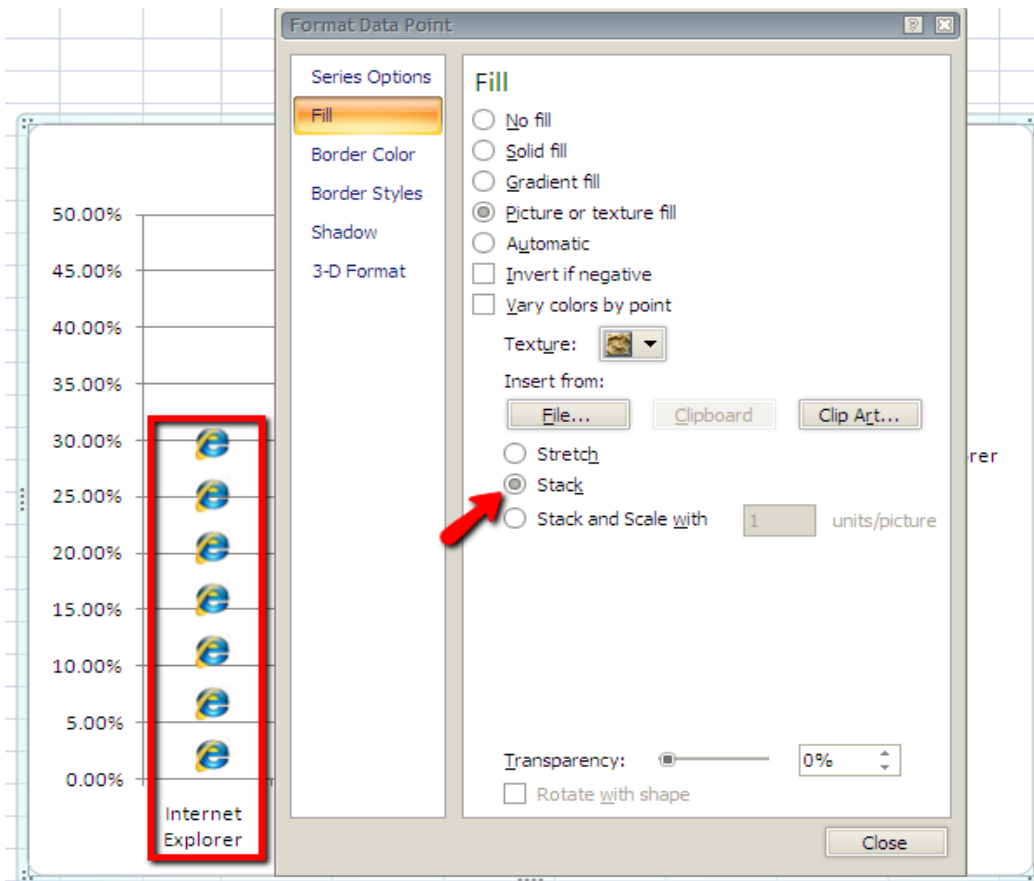 Format Data Point
Series Options
Fill
Border Color
Border Styles
Shadow
3-D Format
Fill
No fill
Solid fill
Gradient fill
Picture or texture fill
Automatic
Invert if negative
Vary colors by point
Texture:
Insert from:
File... Clipboard Clip Art...
Stretch
Stack
Stack and Scale with 1 units/picture
Transparency: 0%
Rotate with shape
Close
50.00%
45.00%
40.00%
35.00%
30.00%
25.00%
20.00%
15.00%
10.00%
5.00%
0.00%
Internet
Explorer
rer